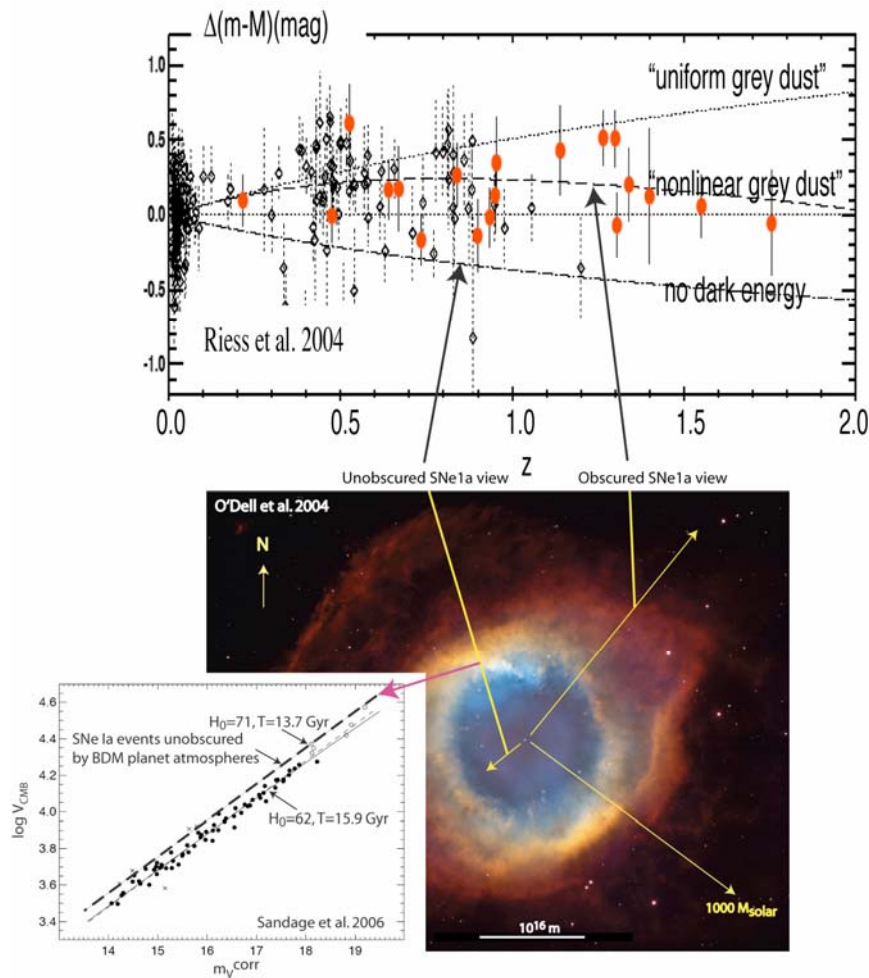 Δ(m-M)(mag)
1.0
"uniform grey dust"
0.5
"nonlinear grey dust"
0.0
-0.5
no dark energy
Riess et al. 2004
-1.0
0.0 0.5 1.0 1.5 2.0
z
Unobscured SNe1a view Obscured SNe1a view
O'Dell et al. 2004
N
4.6
H0=71, T=13.7 Gyr
4.4
SNe Ia events unobscured
by BDM planet atmospheres
4.2
log VCMB
4.0
H0=62, T=15.9 Gyr
3.8
3.6
1000 Msolar
3.4
Sandage et al. 2006
10^16 m
14 15 16 17 18 19
mV^corr